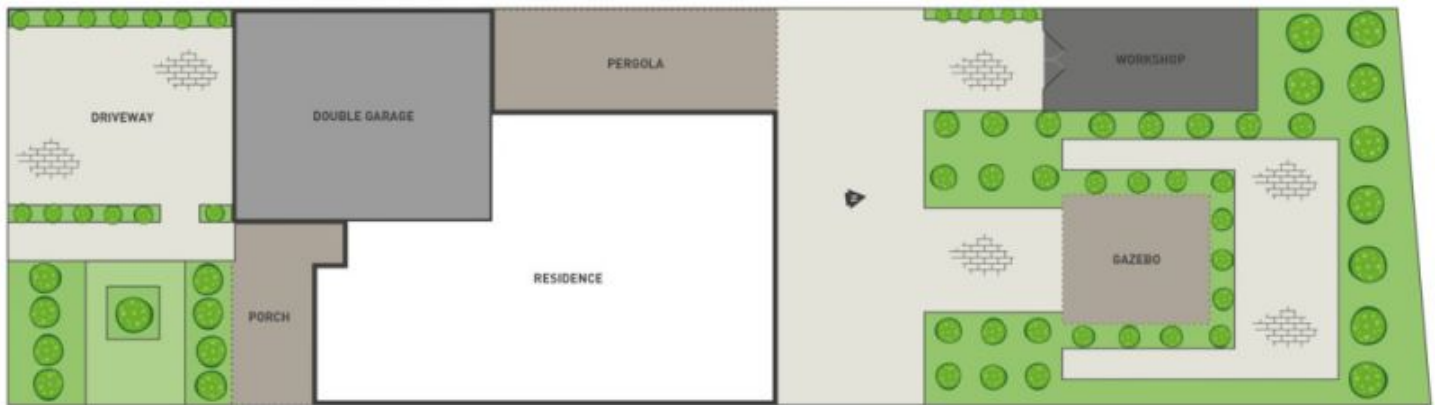 PERGOLA
WORKSHOP
DRIVEWAY
DOUBLE GARAGE
GAZEBO
RESIDENCE
PORCH